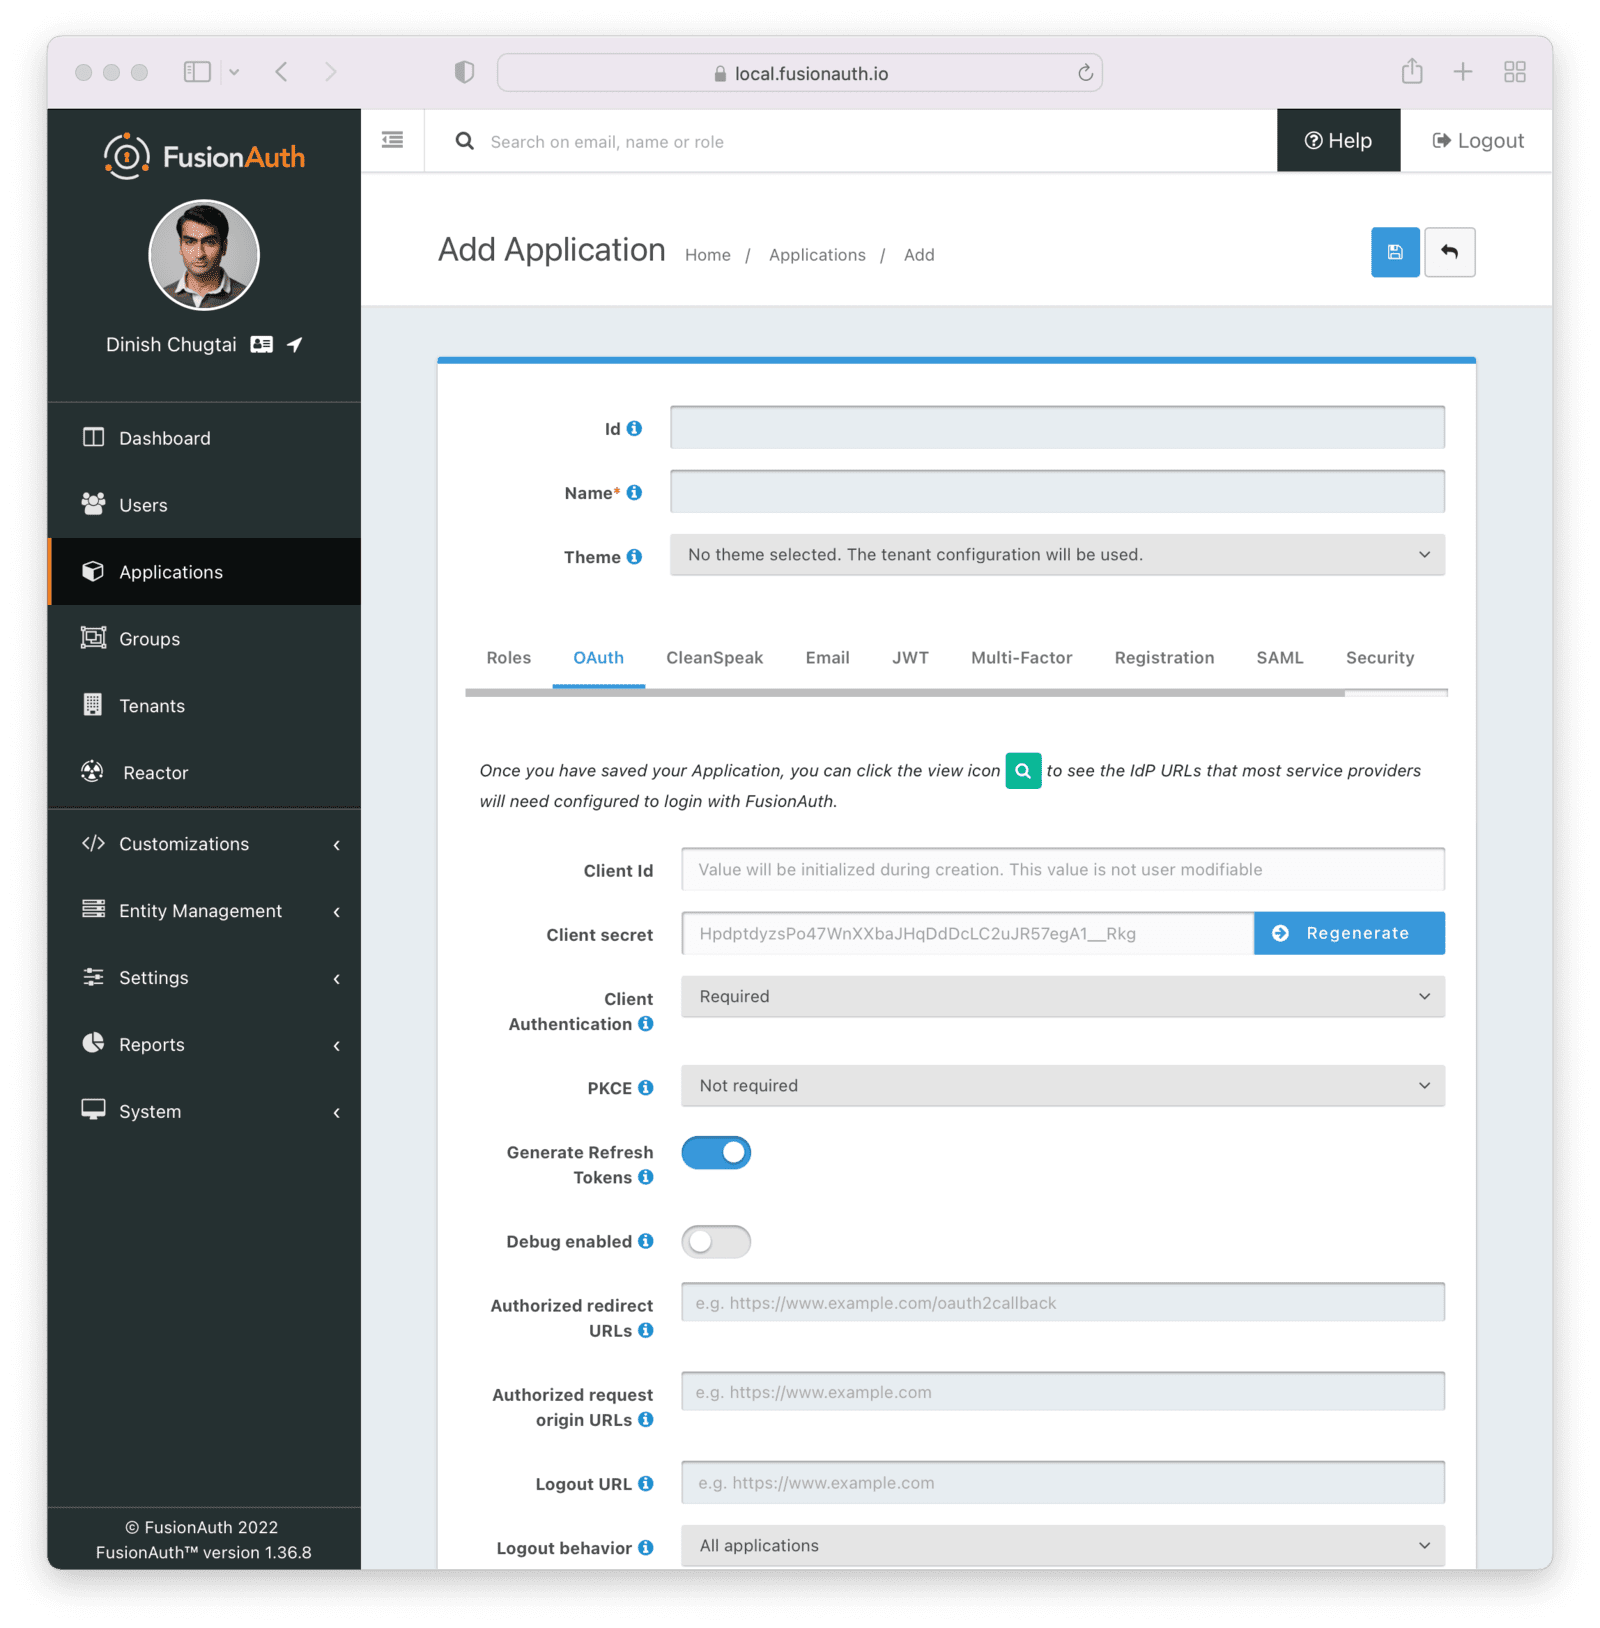 local.fusionauth.io
FusionAuth
Search on email, name or role
Help
Logout
Dinish Chugtai
Add Application
Home / Applications / Add
Dashboard
Users
Applications
Groups
Tenants
Reactor
Customizations
Entity Management
Settings
Reports
System
© FusionAuth 2022
FusionAuth™ version 1.36.8
Id
Name*
Theme
No theme selected. The tenant configuration will be used.
Roles OAuth CleanSpeak Email JWT Multi-Factor Registration SAML Security
Once you have saved your Application, you can click the view icon to see the IdP URLs that most service providers
will need configured to login with FusionAuth.
Client Id
Value will be initialized during creation. This value is not user modifiable
Client secret
HpdptdyzsPo47WnXXbaJHqDdDcLC2uJR57egA1__Rkg
Regenerate
Client
Authentication
Required
PKCE
Not required
Generate Refresh
Tokens
Debug enabled
Authorized redirect
URLs
e.g. https://www.example.com/oauth2callback
Authorized request
origin URLs
e.g. https://www.example.com
Logout URL
e.g. https://www.example.com
Logout behavior
All applications